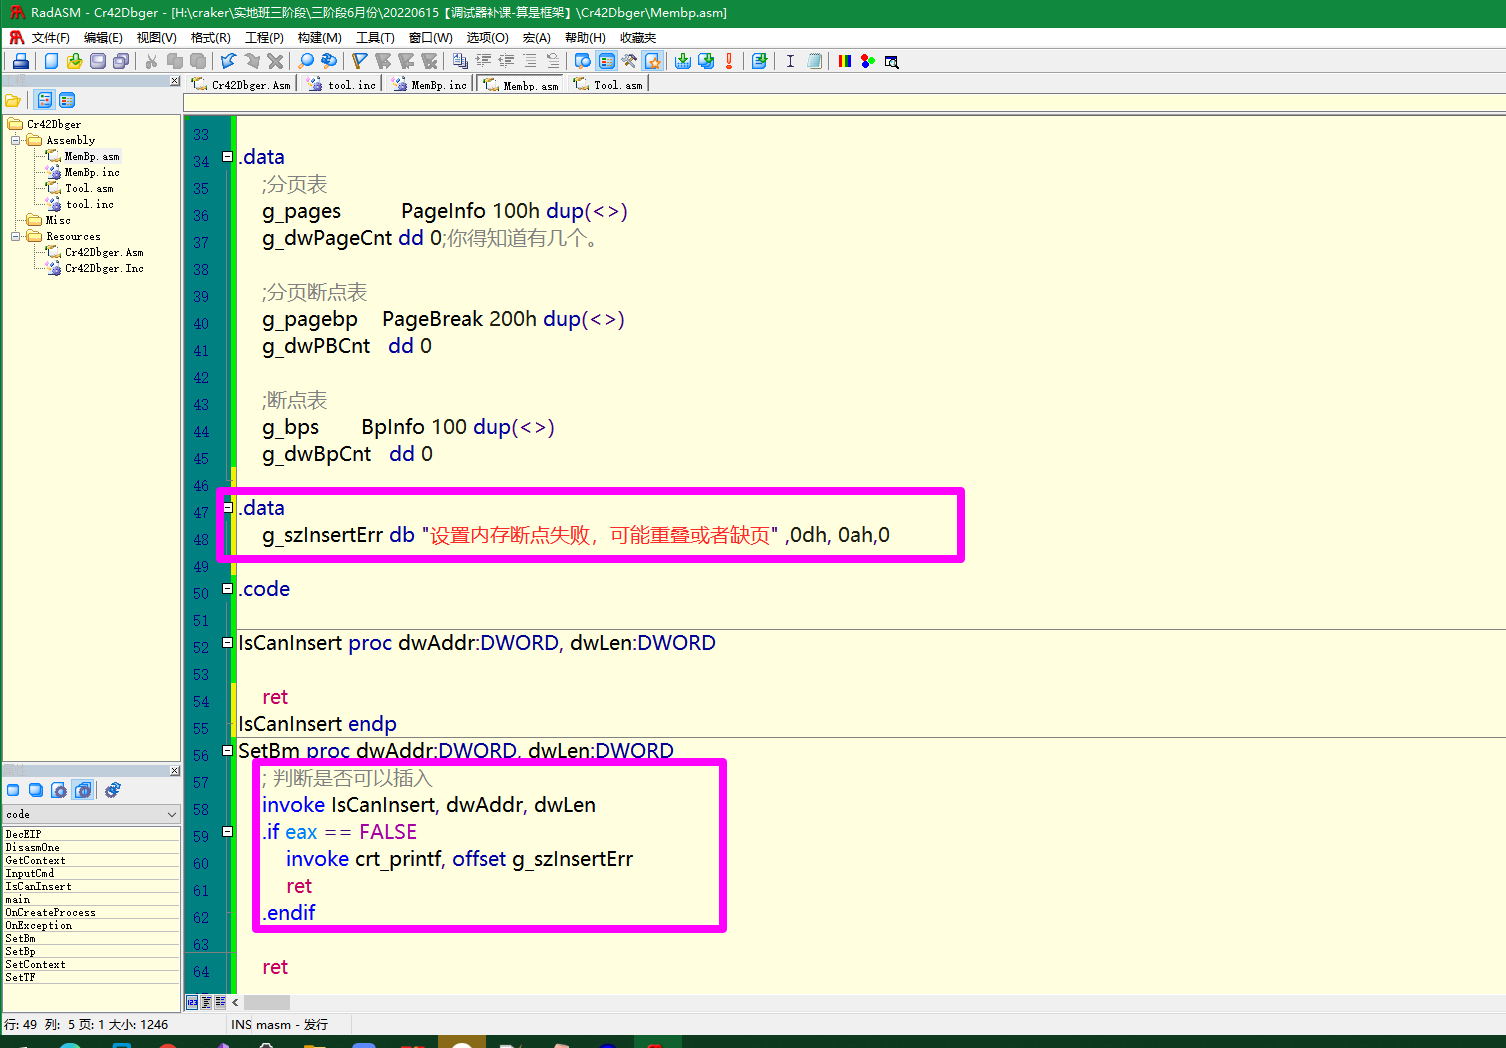 RadASM - Cr42Dbger - [H:\craker\实地班三阶段\三阶段6月份\20220615【调试器补课-算是框架】\Cr42Dbger\Membp.asm]
文件(F) 编辑(E) 视图(V) 格式(R) 工程(P) 构建(M) 工具(T) 窗口(W) 选项(O) 宏(A) 帮助(H) 收藏夹
Cr42Dbger.Asm tool.inc MemBp.inc Membp.asm Tool.asm
Cr42Dbger
Assembly
MemBp.asm
MemBp.inc
Tool.asm
tool.inc
Misc
Resources
Cr42Dbger.Asm
Cr42Dbger.Inc
code
DecEIP
DisasmOne
GetContext
InputCmd
IsCanInsert
main
OnCreateProcess
OnException
SetBm
SetBp
SetContext
SetTF
33
34 .data
35 ;分页表
36 g_pages PageInfo 100h dup(<>)
37 g_dwPageCnt dd 0;你得知道有几个。
38
39 ;分页断点表
40 g_pagebp PageBreak 200h dup(<>)
41 g_dwPBCnt dd 0
42
43 ;断点表
44 g_bps BpInfo 100 dup(<>)
45 g_dwBpCnt dd 0
46
47 .data
48 g_szInsertErr db "设置内存断点失败，可能重叠或者缺页" ,0dh, 0ah,0
49
50 .code
51
52 IsCanInsert proc dwAddr:DWORD, dwLen:DWORD
53
54 ret
55 IsCanInsert endp
56 SetBm proc dwAddr:DWORD, dwLen:DWORD
57 ; 判断是否可以插入
58 invoke IsCanInsert, dwAddr, dwLen
59 .if eax == FALSE
60 invoke crt_printf, offset g_szInsertErr
61 ret
62 .endif
63
64 ret
行: 49 列: 5 页: 1 大小: 1246 INS masm - 发行